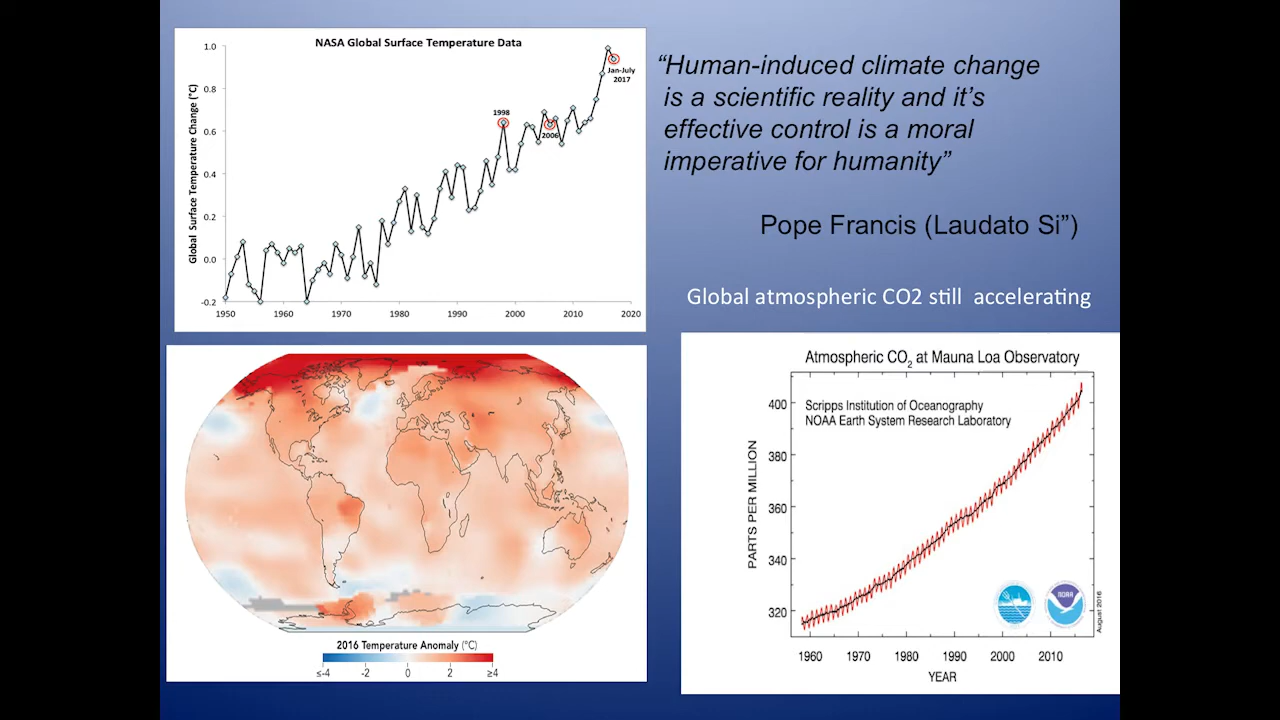 NASA Global Surface Temperature Data
Global Surface Temperature Change (°C)
1.0
0.8
0.6
0.4
0.2
0.0
-0.2
1950 1960 1970 1980 1990 2000 2010 2020
1998
2006
Jan-July
2017
“Human-induced climate change
is a scientific reality and it’s
effective control is a moral
imperative for humanity”
Pope Francis (Laudato Si”)
Global atmospheric CO2 still accelerating
2016 Temperature Anomaly (°C)
≤-4 -2 0 2 ≥4
Atmospheric CO2 at Mauna Loa Observatory
Scripps Institution of Oceanography
NOAA Earth System Research Laboratory
PARTS PER MILLION
400
380
360
340
320
NOAA
August 2016
1960 1970 1980 1990 2000 2010
YEAR